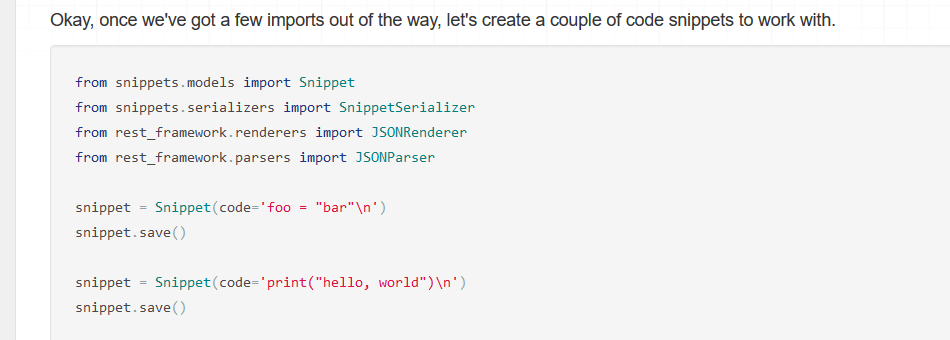 Okay, once we've got a few imports out of the way, let's create a couple of code snippets to work with.
from snippets.models import Snippet
from snippets.serializers import SnippetSerializer
from rest_framework.renderers import JSONRenderer
from rest_framework.parsers import JSONParser
snippet = Snippet(code='foo = "bar"\n')
snippet.save()
snippet = Snippet(code='print("hello, world")\n')
snippet.save()